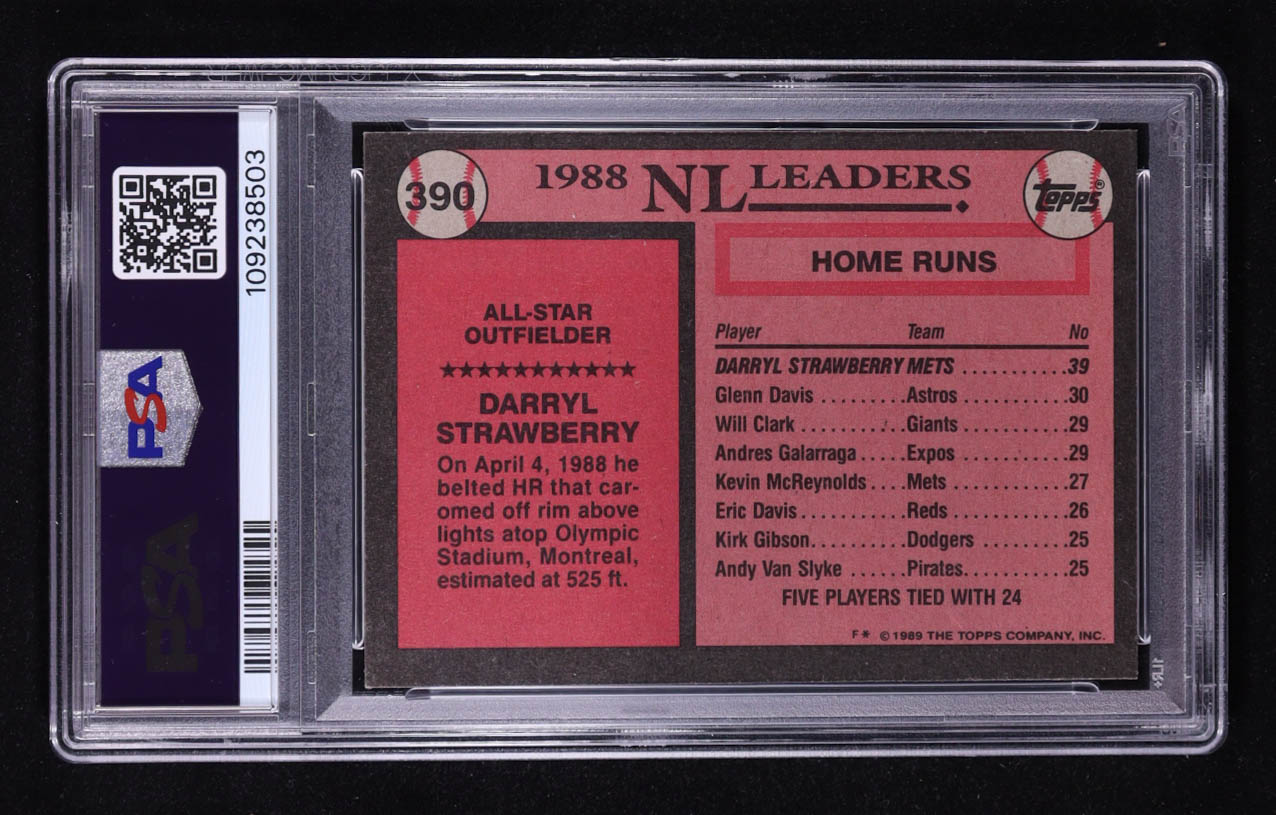 109238503
PSA
PSA
390
1988 NL LEADERS
Topps®
ALL-STAR
OUTFIELDER
★★★★★★★★★★★
DARRYL
STRAWBERRY
On April 4, 1988 he
belted HR that car-
omed off rim above
lights atop Olympic
Stadium, Montreal,
estimated at 525 ft.
HOME RUNS
Player Team No
DARRYL STRAWBERRY METS ..........39
Glenn Davis .........Astros ..........30
Will Clark ..........Giants ..........29
Andres Galarraga ....Expos ..........29
Kevin McReynolds ....Mets ..........27
Eric Davis..........Reds ..........26
Kirk Gibson.........Dodgers ........25
Andy Van Slyke ......Pirates..........25
FIVE PLAYERS TIED WITH 24
F* © 1989 THE TOPPS COMPANY, INC.